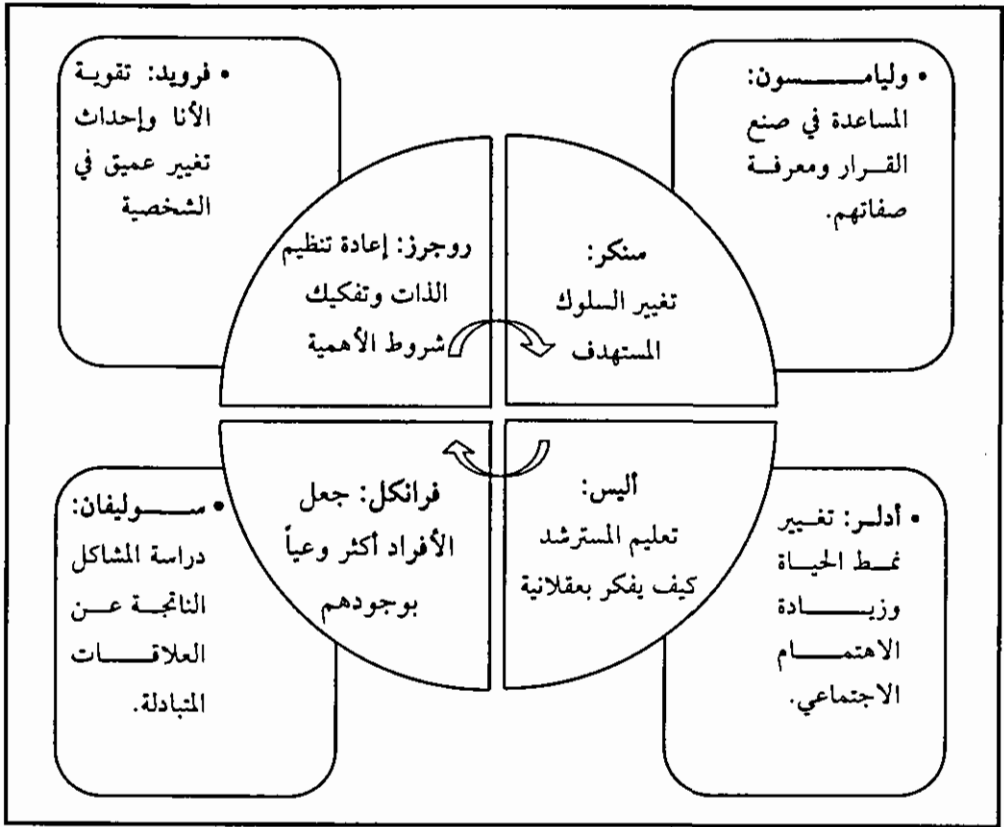 • وليامسون:
المساعدة في صنع
القرار ومعرفة
صفاتهم.
• فرويد: تقوية
الأنا وإحداث
تغيير عميق في
الشخصية
سنكر:
تغيير السلوك
المستهدف
روجرز: إعادة تنظيم
الذات وتفكيك
شروط الأهمية
أليس:
تعليم المسترشد
كيف يفكر بعقلانية
فرانكل: جعل
الأفراد أكثر وعياً
بوجودهم
• أدلر: تغيير
نمط الحياة
وزيادة
الاهتمام
الاجتماعي.
• سوليفان:
دراسة المشاكل
الناتجة عن
العلاقات
المتبادلة.